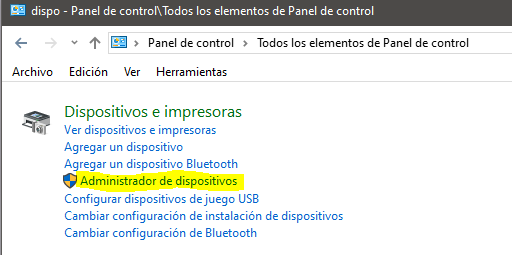 dispo - Panel de control\Todos los elementos de Panel de control
Panel de control > Todos los elementos de Panel de control
Archivo Edición Ver Herramientas
Dispositivos e impresoras
Ver dispositivos e impresoras
Agregar un dispositivo
Agregar un dispositivo Bluetooth
Administrador de dispositivos
Configurar dispositivos de juego USB
Cambiar configuración de instalación de dispositivos
Cambiar configuración de Bluetooth